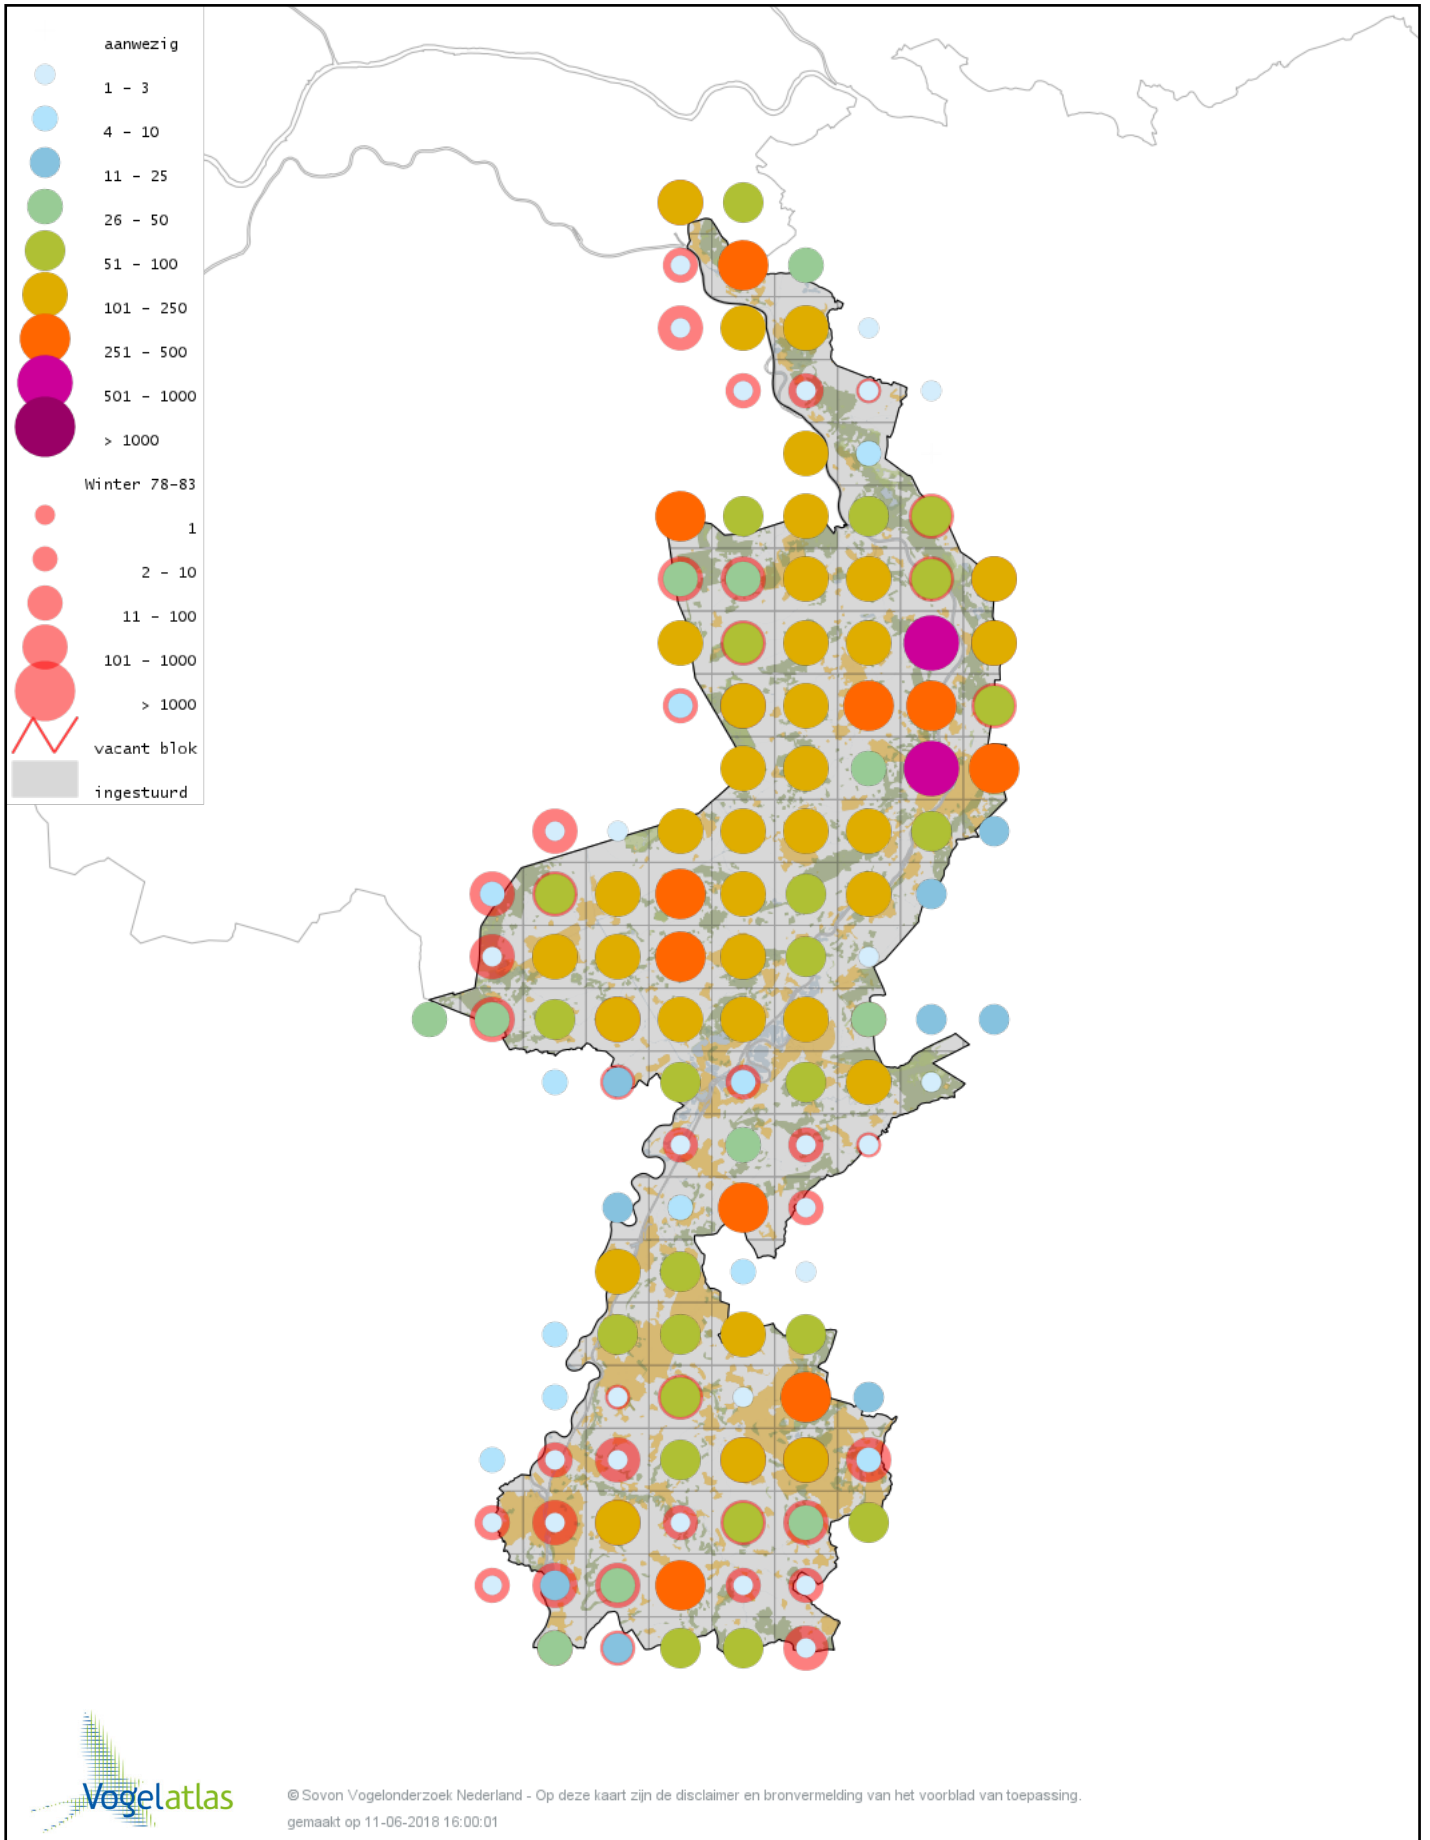 aanwezig
1 - 3
4 - 10
11 - 25
26 - 50
51 - 100
101 - 250
251 - 500
501 - 1000
> 1000
Winter 78-83
1
2 - 10
11 - 100
101 - 1000
> 1000
vacant blok
ingestuurd
Vogelatlas
© Sovon Vogelonderzoek Nederland - Op deze kaart zijn de disclaimer en bronvermelding van het voorblad van toepassing.
gemaakt op 11-06-2018 16:00:01